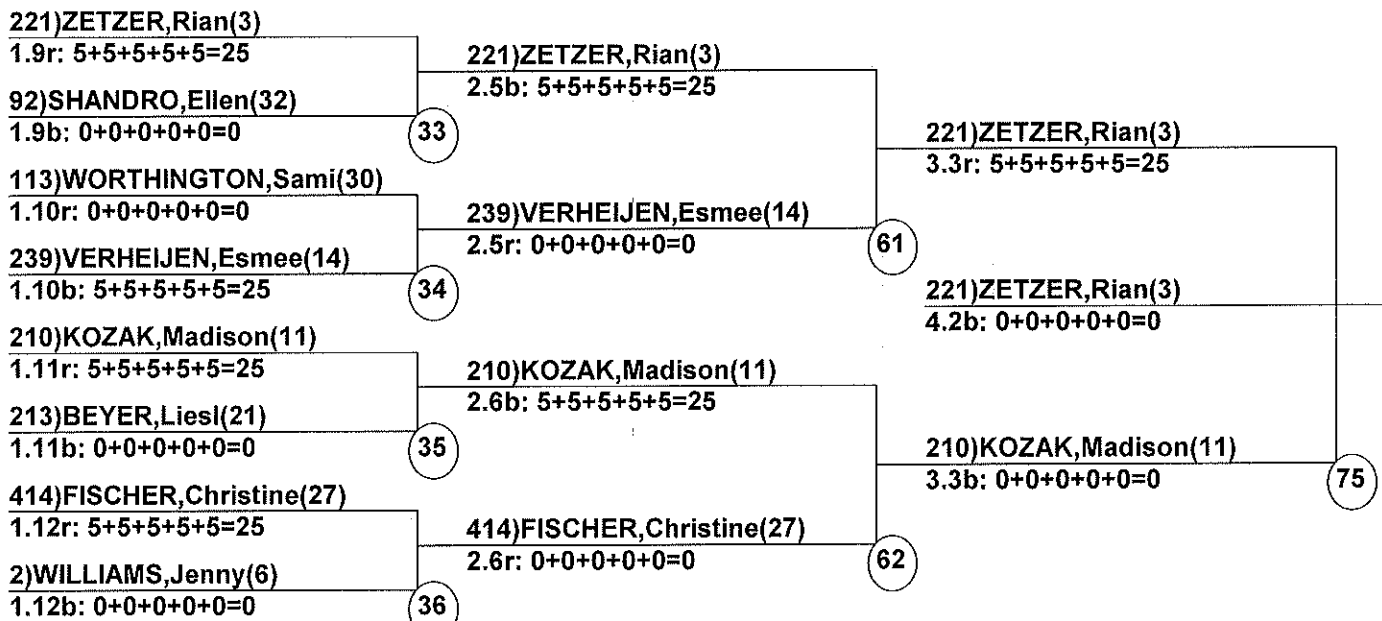 221)ZETZER,Rian(3)
1.9r: 5+5+5+5+5=25
92)SHANDRO,Ellen(32)
1.9b: 0+0+0+0+0=0
33
113)WORTHINGTON,Sami(30)
1.10r: 0+0+0+0+0=0
239)VERHEIJEN,Esmee(14)
1.10b: 5+5+5+5+5=25
34
210)KOZAK,Madison(11)
1.11r: 5+5+5+5+5=25
213)BEYER,Liesl(21)
1.11b: 0+0+0+0+0=0
35
414)FISCHER,Christine(27)
1.12r: 5+5+5+5+5=25
2)WILLIAMS,Jenny(6)
1.12b: 0+0+0+0+0=0
36
221)ZETZER,Rian(3)
2.5b: 5+5+5+5+5=25
239)VERHEIJEN,Esmee(14)
2.5r: 0+0+0+0+0=0
61
210)KOZAK,Madison(11)
2.6b: 5+5+5+5+5=25
414)FISCHER,Christine(27)
2.6r: 0+0+0+0+0=0
62
221)ZETZER,Rian(3)
3.3r: 5+5+5+5+5=25
221)ZETZER,Rian(3)
4.2b: 0+0+0+0+0=0
210)KOZAK,Madison(11)
3.3b: 0+0+0+0+0=0
75